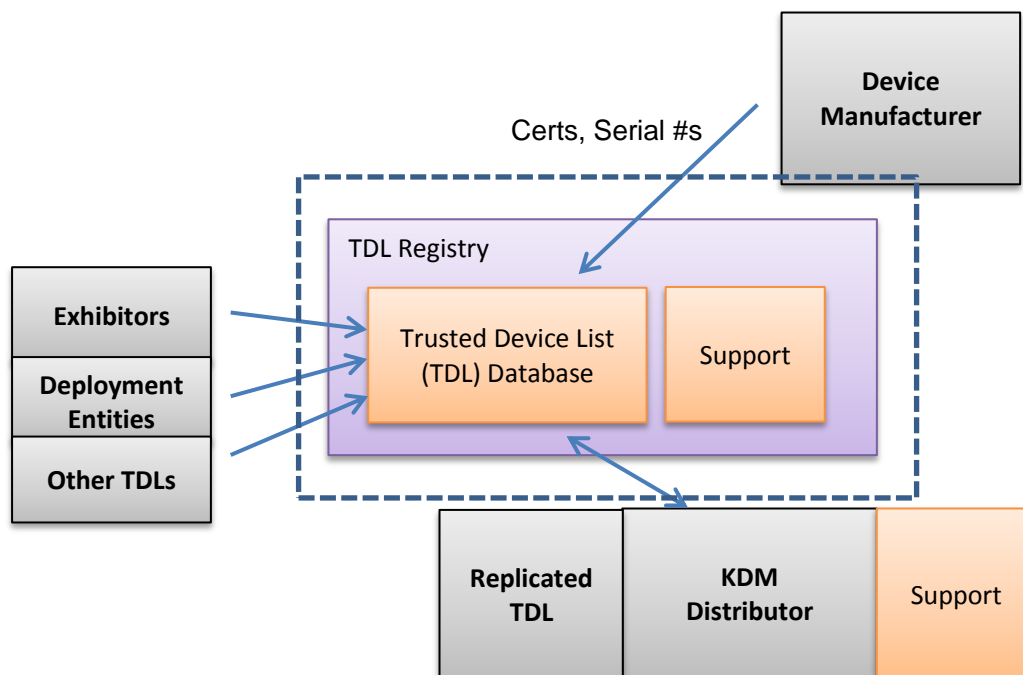 Device
Manufacturer
Certs, Serial #s
TDL Registry
Exhibitors
Deployment
Entities
Other TDLs
Trusted Device List
(TDL) Database
Support
Replicated
TDL
KDM
Distributor
Support